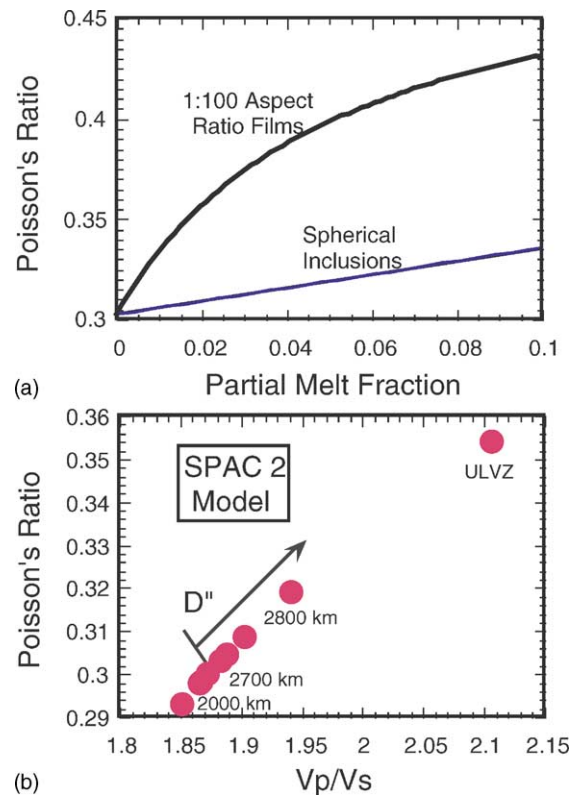 0.45
0.4
0.35
0.3
Poisson's Ratio
1:100 Aspect
Ratio Films
Spherical
Inclusions
0 0.02 0.04 0.06 0.08 0.1
(a)
Partial Melt Fraction
0.36
0.35
0.34
0.33
0.32
0.31
0.3
0.29
Poisson's Ratio
SPAC 2
Model
ULVZ
D"
2800 km
2700 km
2000 km
1.8 1.85 1.9 1.95 2 2.05 2.1 2.15
(b)
Vp/Vs